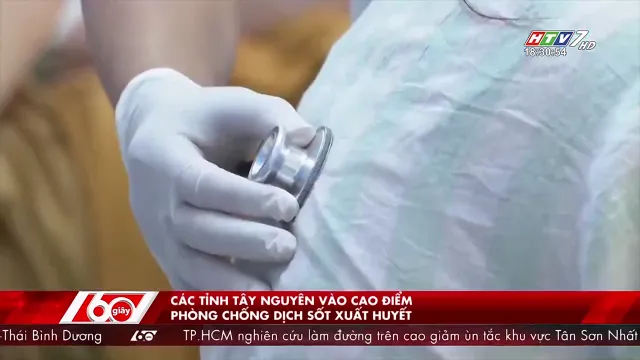 HTV7 HD
18:30:54
60 giây
CÁC TỈNH TÂY NGUYÊN VÀO CAO ĐIỂM
PHÒNG CHỐNG DỊCH SỐT XUẤT HUYẾT
-Thái Bình Dương 60 giây TP.HCM nghiên cứu làm đường trên cao giảm ùn tắc khu vực Tân Sơn Nhất